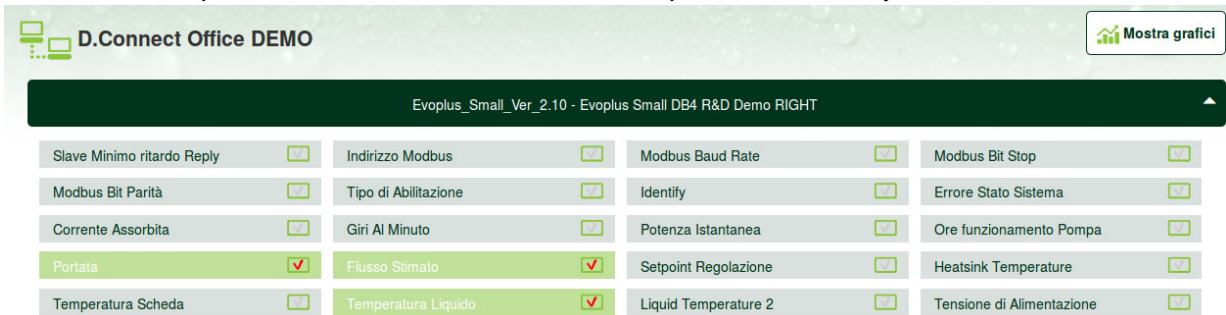 D.Connect Office DEMO
Mostra grafici
Evoplus_Small_Ver_2.10 - Evoplus Small DB4 R&D Demo RIGHT
Slave Minimo ritardo Reply Indirizzo Modbus Modbus Baud Rate Modbus Bit Stop
Modbus Bit Parità Tipo di Abilitazione Identify Errore Stato Sistema
Corrente Assorbita Giri Al Minuto Potenza Istantanea Ore funzionamento Pompa
Portata Flusso Stimato Setpoint Regolazione Heatsink Temperature
Temperatura Scheda Temperatura Liquido Liquid Temperature 2 Tensione di Alimentazione